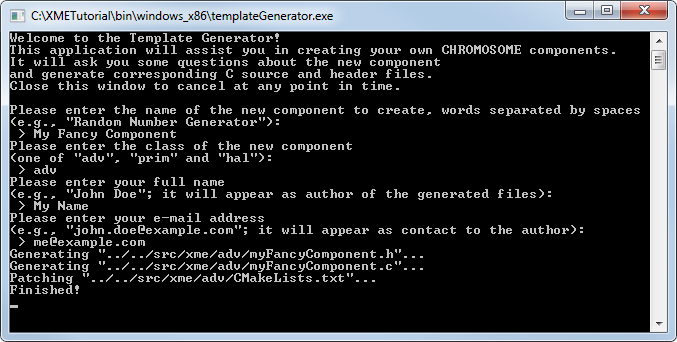 C:\XMETutorial\bin\windows_x86\templateGenerator.exe
Welcome to the Template Generator!
This application will assist you in creating your own CHROMOSOME components.
It will ask you some questions about the new component
and generate corresponding C source and header files.
Close this window to cancel at any point in time.
Please enter the name of the new component to create, words separated by spaces
(e.g., "Random Number Generator"):
> My Fancy Component
Please enter the class of the new component
(one of "adv", "prim" and "hal"):
> adv
Please enter your full name
(e.g., "John Doe"; it will appear as author of the generated files):
> My Name
Please enter your e-mail address
(e.g., "john.doe@example.com"; it will appear as contact to the author):
> me@example.com
Generating "../../src/xme/adv/myFancyComponent.h"...
Generating "../../src/xme/adv/myFancyComponent.c"...
Patching "../../src/xme/adv/CMakeLists.txt"...
Finished!